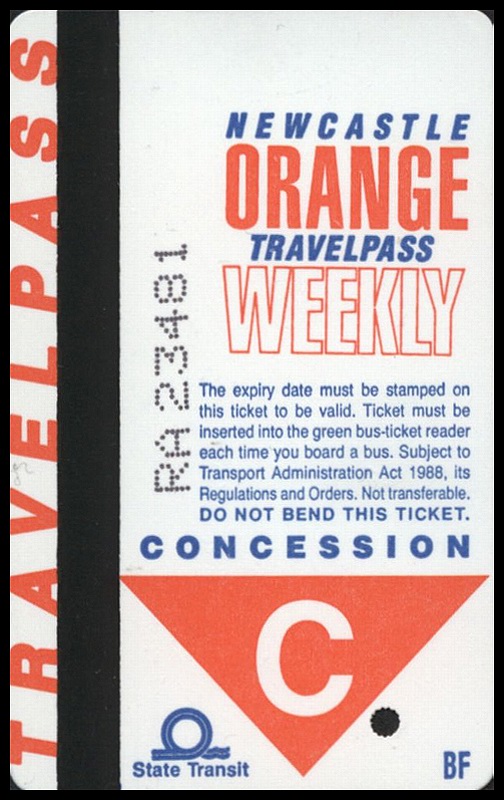 TRAVELPASS
NEWCASTLE
ORANGE
TRAVELPASS
WEEKLY
RA 23481
The expiry date must be stamped on
this ticket to be valid. Ticket must be
inserted into the green bus-ticket reader
each time you board a bus. Subject to
Transport Administration Act 1988, its
Regulations and Orders. Not transferable.
DO NOT BEND THIS TICKET.
CONCESSION
C
State Transit
BF